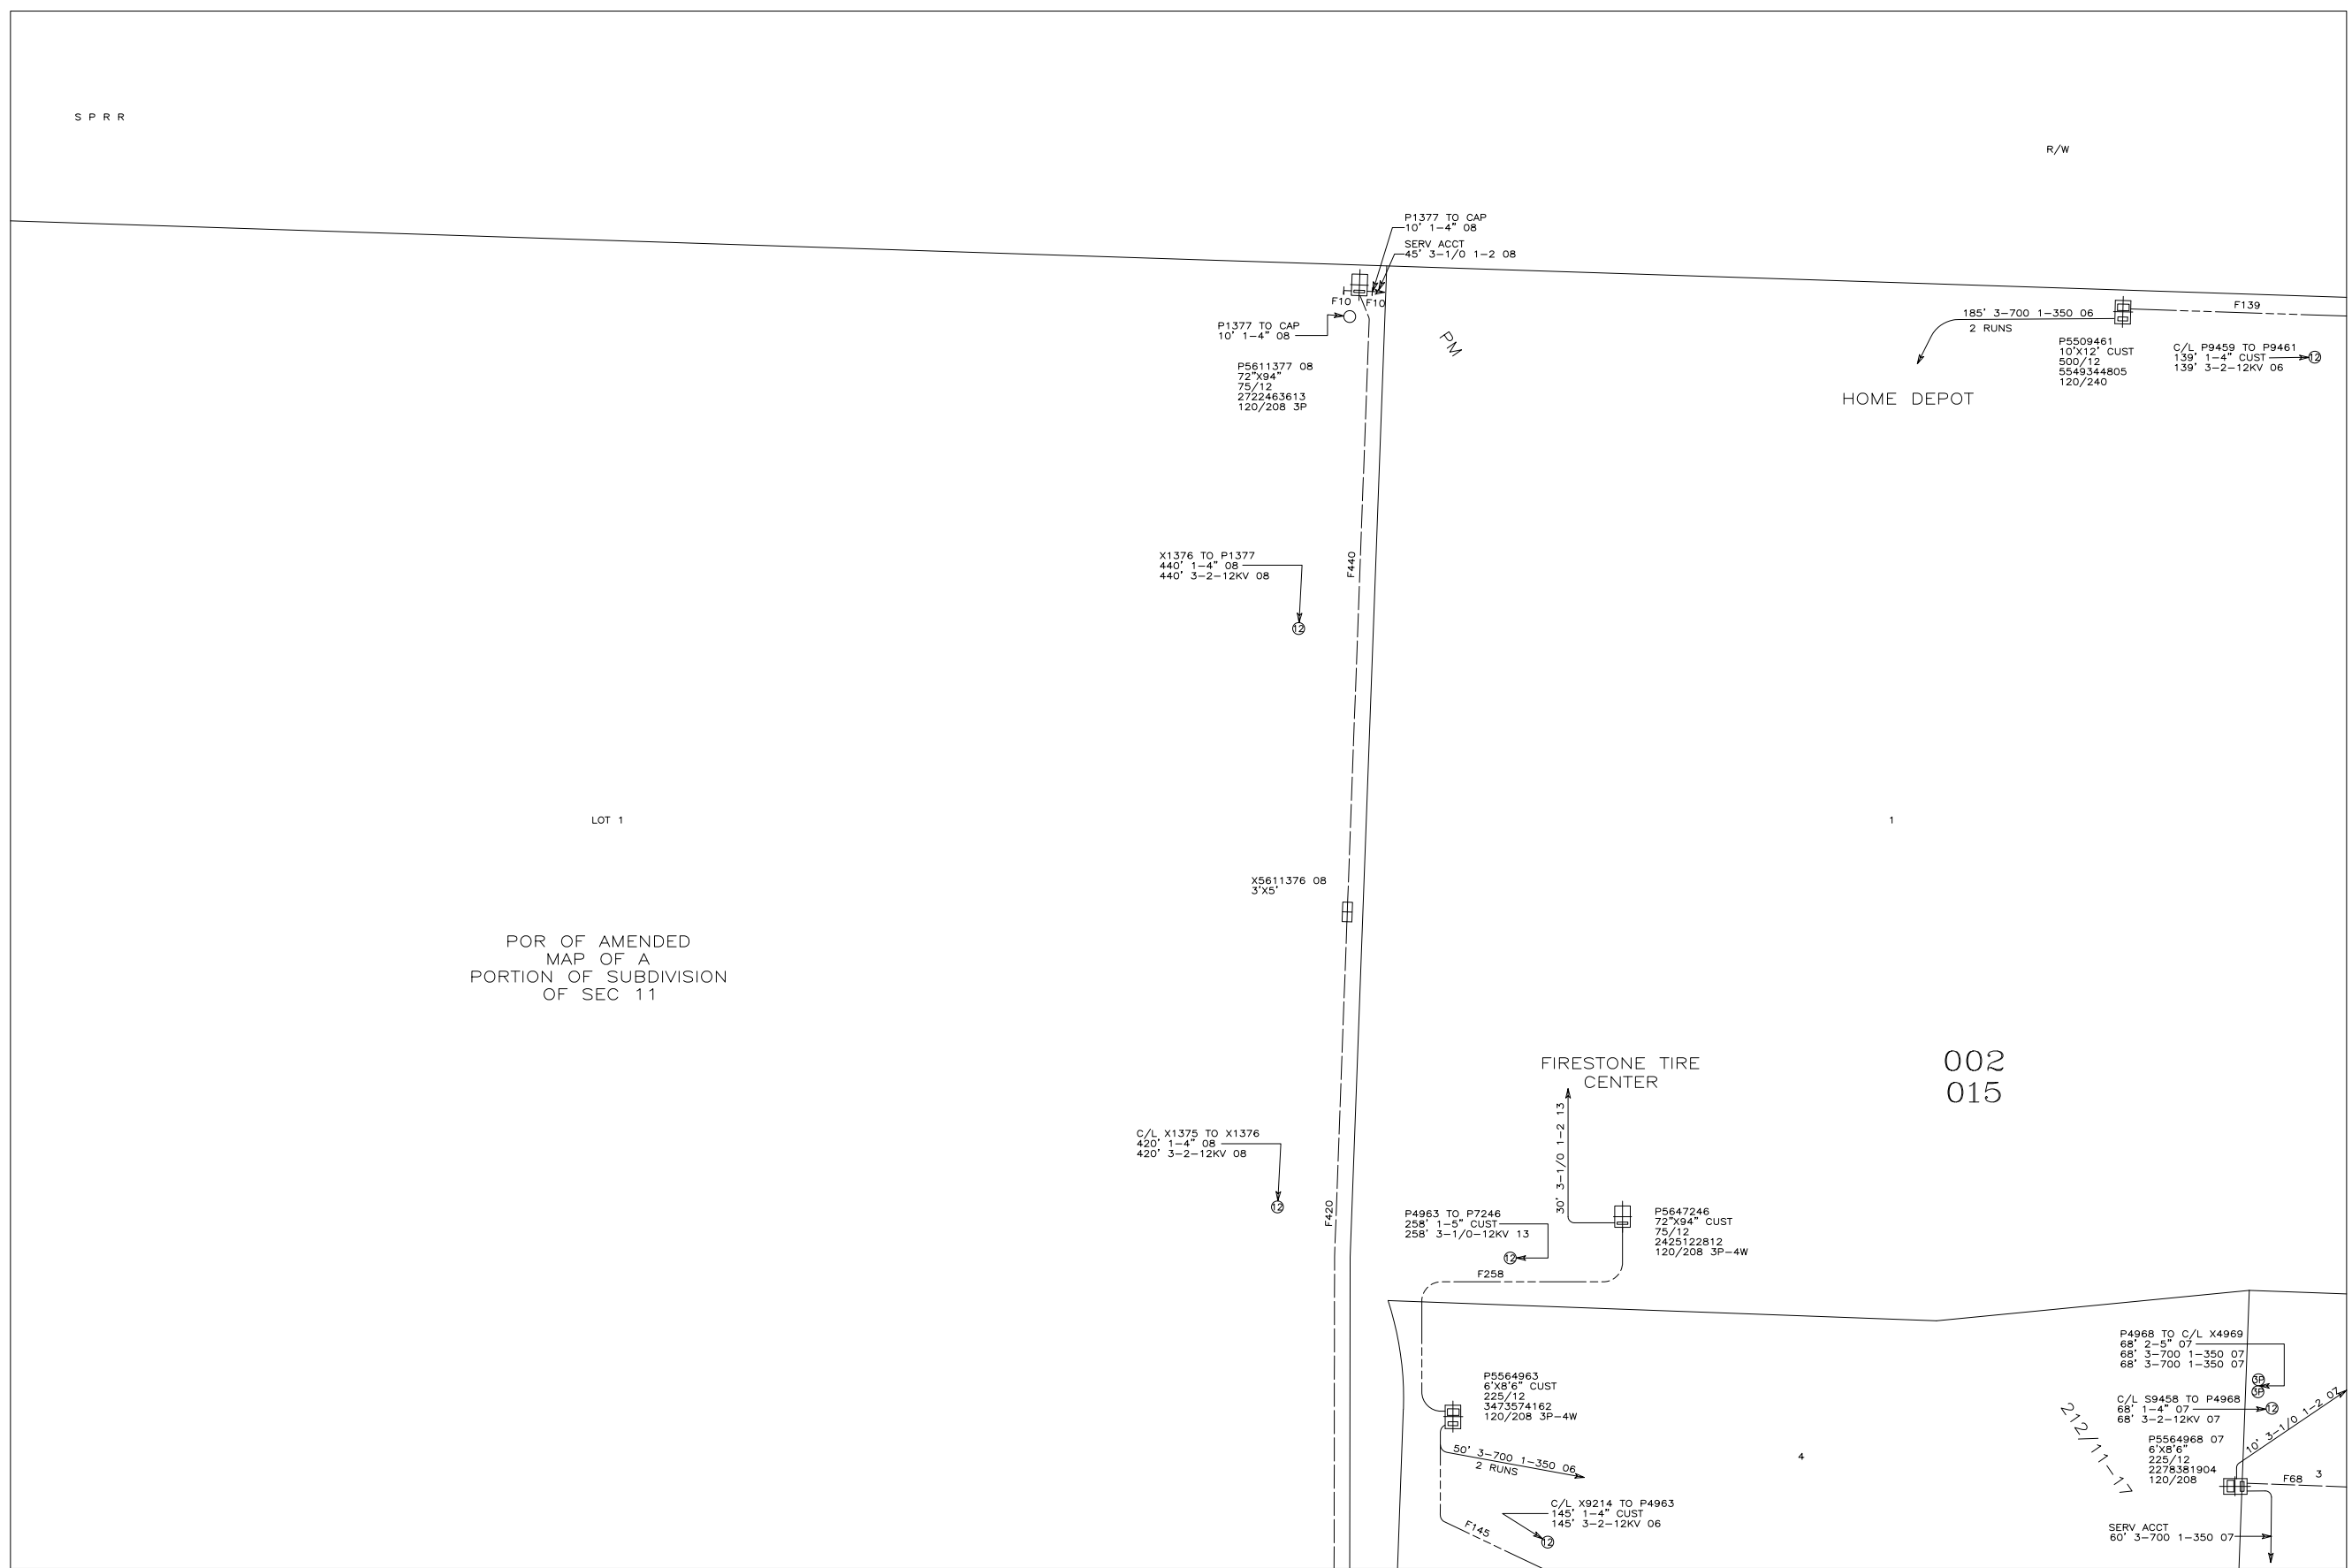 S P R R
R/W
P1377 TO CAP
10' 1-4" 08
SERV ACCT
45' 3-1/0 1-2 08
F10
F10
P1377 TO CAP
10' 1-4" 08
P5611377 08
72"X94"
75/12
2722463613
120/208 3P
PM
F139
185' 3-700 1-350 06
2 RUNS
P5509461
10'X12' CUST
500/12
5549344805
120/240
C/L P9459 TO P9461
139' 1-4" CUST
139' 3-2-12KV 06
12
HOME DEPOT
X1376 TO P1377
440' 1-4" 08
440' 3-2-12KV 08
12
F440
LOT 1
1
X5611376 08
3'X5'
POR OF AMENDED
MAP OF A
PORTION OF SUBDIVISION
OF SEC 11
FIRESTONE TIRE
CENTER
002
015
30' 3-1/0 1-2 13
C/L X1375 TO X1376
420' 1-4" 08
420' 3-2-12KV 08
12
F420
P4963 TO P7246
258' 1-5" CUST
258' 3-1/0-12KV 13
12
P5647246
72"X94" CUST
75/12
2425122812
120/208 3P-4W
F258
P4968 TO C/L X4969
68' 2-5" 07
68' 3-700 1-350 07
68' 3-700 1-350 07
3P
3P
P5564963
6'X8'6" CUST
225/12
3473574162
120/208 3P-4W
C/L S9458 TO P4968
68' 1-4" 07
68' 3-2-12KV 07
12
10' 3-1/0 1-2 07
212/11-17
P5564968 07
6'X8'6"
225/12
2278381904
120/208
50' 3-700 1-350 06
2 RUNS
4
F68
3
C/L X9214 TO P4963
145' 1-4" CUST
145' 3-2-12KV 06
12
F145
SERV ACCT
60' 3-700 1-350 07